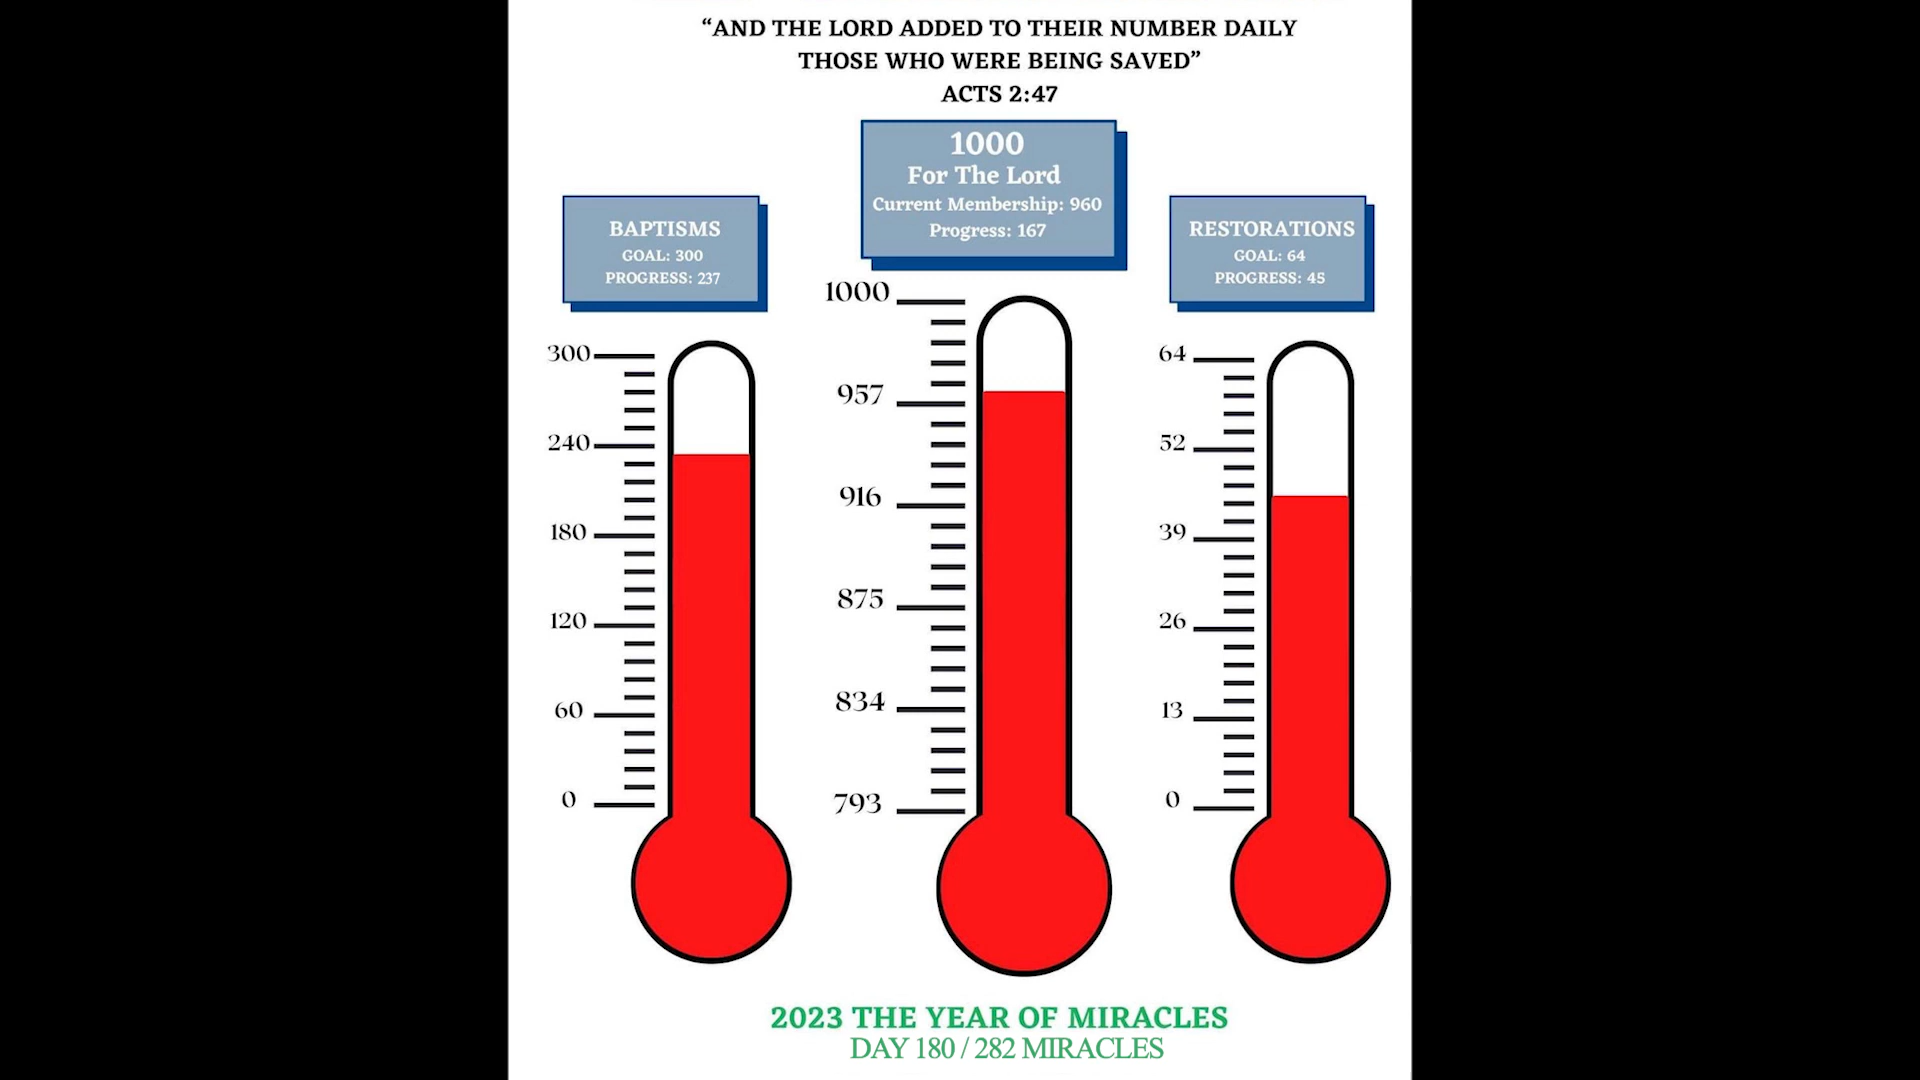 “AND THE LORD ADDED TO THEIR NUMBER DAILY
THOSE WHO WERE BEING SAVED”
ACTS 2:47
1000
For The Lord
Current Membership: 960
Progress: 167
BAPTISMS
GOAL: 300
PROGRESS: 237
RESTORATIONS
GOAL: 64
PROGRESS: 45
300
240
180
120
60
0
1000
957
916
875
834
793
64
52
39
26
13
0
2023 THE YEAR OF MIRACLES
DAY 180 / 282 MIRACLES